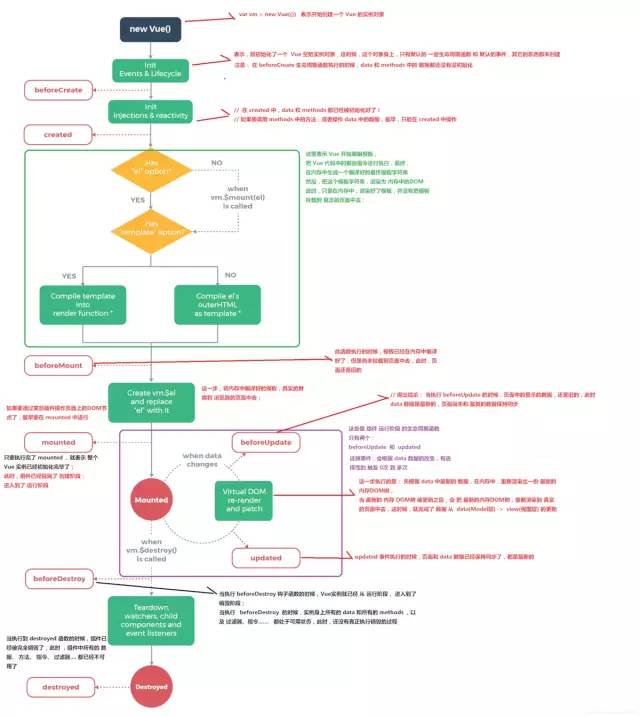 var vm = new Vue({}) 表示开始创建一个 Vue 的实例对象
new Vue()
表示，刚初始化了一个 Vue 空的实例对象，这时候，这个对象身上，只有默认的一些生命周期函数 和 默认的事件，其它的东西都未创建
注意：在 beforeCreate 生命周期函数执行的时候，data 和 methods 中的 数据都还没有初始化
Init
Events & Lifecycle
beforeCreate
Init
injections & reactivity
// 在 created 中，data 和 methods 都已经被初始化好了！
// 如果要调用 methods 中的方法，或者操作 data 中的数据，最早，只能在 created 中操作
created
这里表示 Vue 开始编辑模板，
把 Vue 代码中的那些指令进行执行，最终，
在内存中生成一个编译好的最终模板字符串
然后，把这个模板字符串，渲染为 内存中的DOM
此时，只是在内存中，渲染好了模板，并没有把模板
挂载到 真正的页面中去；
Has
"el" option?
NO
when
vm.$mount(el)
is called
YES
Has
"template" option?
YES
NO
Compile template
into
render function *
Compile el's
outerHTML
as template *
此函数执行的时候，模板已经在内存中编译
好了，但是尚未挂载到页面中去，此时，页
面还是旧的
beforeMount
Create vm.$el
and replace
"el" with it
这一步，将内存中编译好的模板，真实的替
换到 浏览器的页面中去；
如果要通过某些插件操作页面上的DOM节
点了，最早要在 mounted 中进行
// 得出结论：当执行 beforeUpdate 的时候，页面中的显示的数据，还是旧的，此时
data 数据是最新的，页面尚未和 最新的数据保持同步
mounted
beforeUpdate
这些是 组件 运行阶段 的生命周期函数
只有两个：
beforeUpdate 和 updated
这俩事件，会根据 data 数据的改变，有选
择性的 触发 0次 到 多次
只要执行完了 mounted，就表示 整个
Vue 实例已经初始化完毕了；
此时，组件已经脱离了 创建阶段；
进入到了 运行阶段
when data
changes
Mounted
Virtual DOM
re-render
and patch
这一步执行的是：先根据 data 中最新的 数据，在内存中，重新渲染出一份 最新的
内存DOM树，
当 最新的 内存 DOM树 被更新之后，会 把 最新的内存DOM树，重新渲染到 真实
的页面中去，这时候，就完成了 数据 从 data(Model层) -> view(视图层) 的更新
when
vm.$destroy()
is called
updated
updated 事件执行的时候，页面和 data 数据已经保持同步了，都是最新的
beforeDestroy
当执行 beforeDestroy 钩子函数的时候，Vue实例就已经 从 运行阶段，进入到了
销毁阶段；
当执行 beforeDestroy 的时候，实例身上所有的 data 和所有的 methods，以
及 过滤器、指令…… 都处于可用状态，此时，还没有真正执行销毁的过程
Teardown
watchers, child
components and
event listeners
当执行到 destroyed 函数的时候，组件已
经被完全销毁了，此时，组件中所有的 数
据、方法、指令、过滤器.... 都已经不可
用了
destroyed
Destroyed